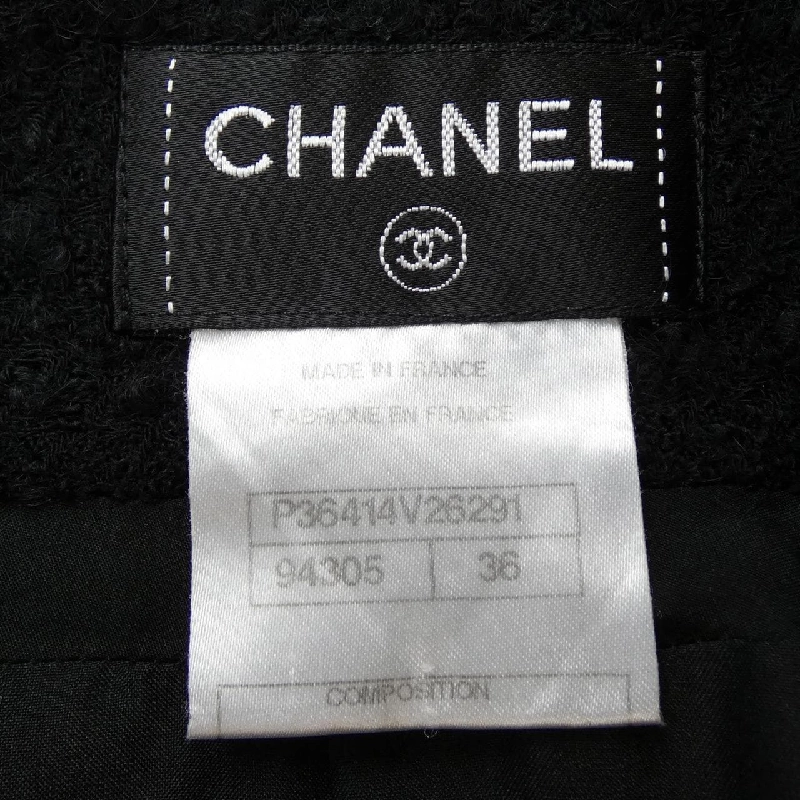 CHANEL
MADE IN FRANCE
FABRIQUE EN FRANCE
P36414V26291
94305 36
COMPOSITION